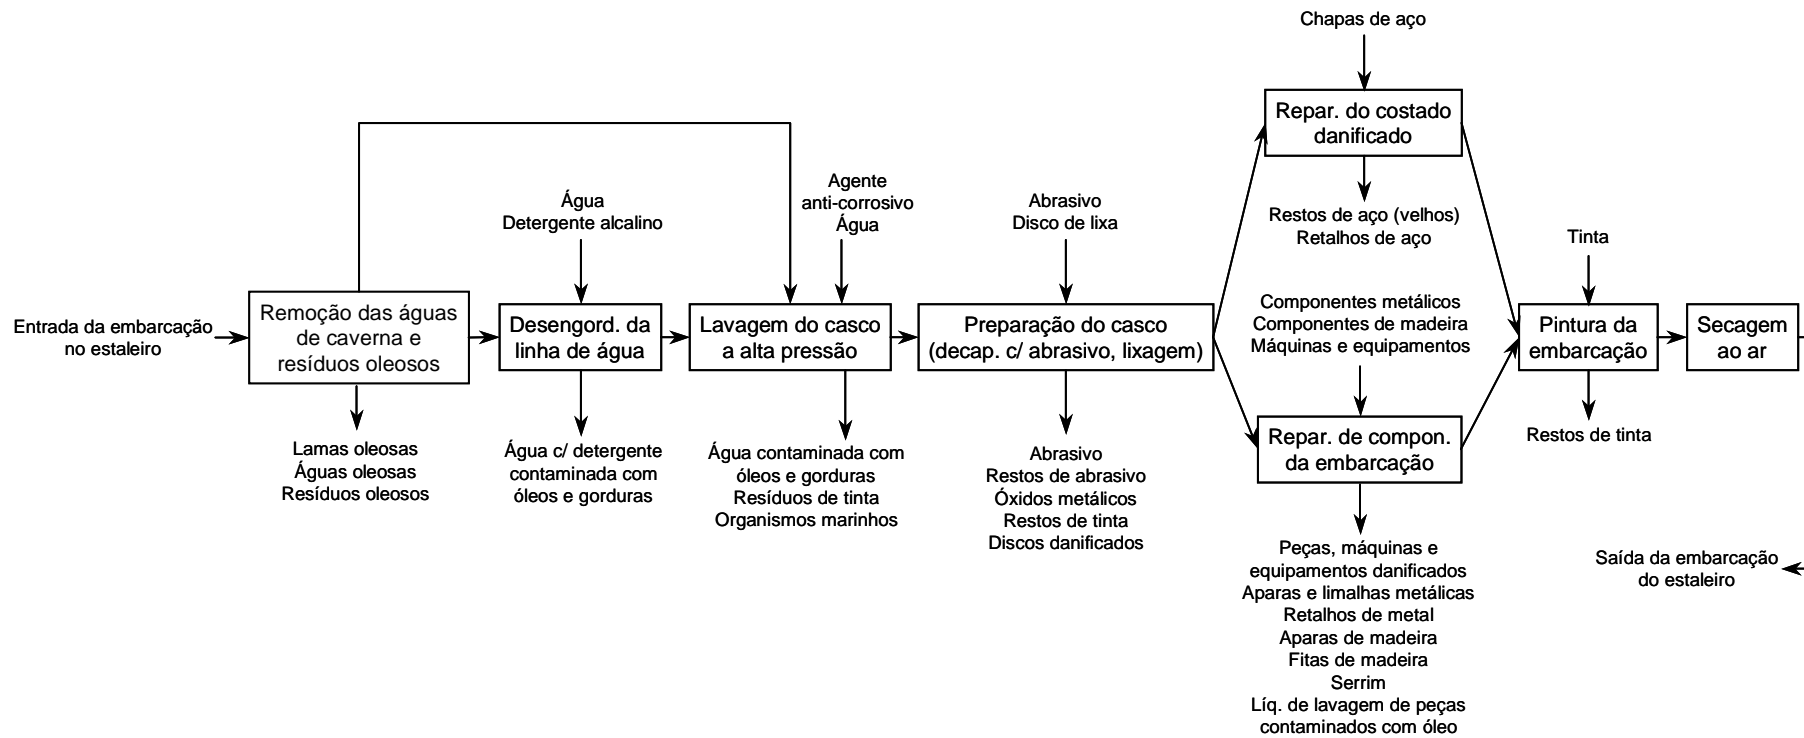 Entrada da embarcação
no estaleiro
Remoção das águas
de caverna e
resíduos oleosos
Lamas oleosas
Águas oleosas
Resíduos oleosos
Água
Detergente alcalino
Desengord. da
linha de água
Água c/ detergente
contaminada com
óleos e gorduras
Agente
anti-corrosivo
Água
Lavagem do casco
a alta pressão
Água contaminada com
óleos e gorduras
Resíduos de tinta
Organismos marinhos
Abrasivo
Disco de lixa
Preparação do casco
(decap. c/ abrasivo, lixagem)
Abrasivo
Restos de abrasivo
Óxidos metálicos
Restos de tinta
Discos danificados
Chapas de aço
Repar. do costado
danificado
Restos de aço (velhos)
Retalhos de aço
Componentes metálicos
Componentes de madeira
Máquinas e equipamentos
Repar. de compon.
da embarcação
Peças, máquinas e
equipamentos danificados
Aparas e limalhas metálicas
Retalhos de metal
Aparas de madeira
Fitas de madeira
Serrim
Líq. de lavagem de peças
contaminados com óleo
Tinta
Pintura da
embarcação
Restos de tinta
Secagem
ao ar
Saída da embarcação
do estaleiro